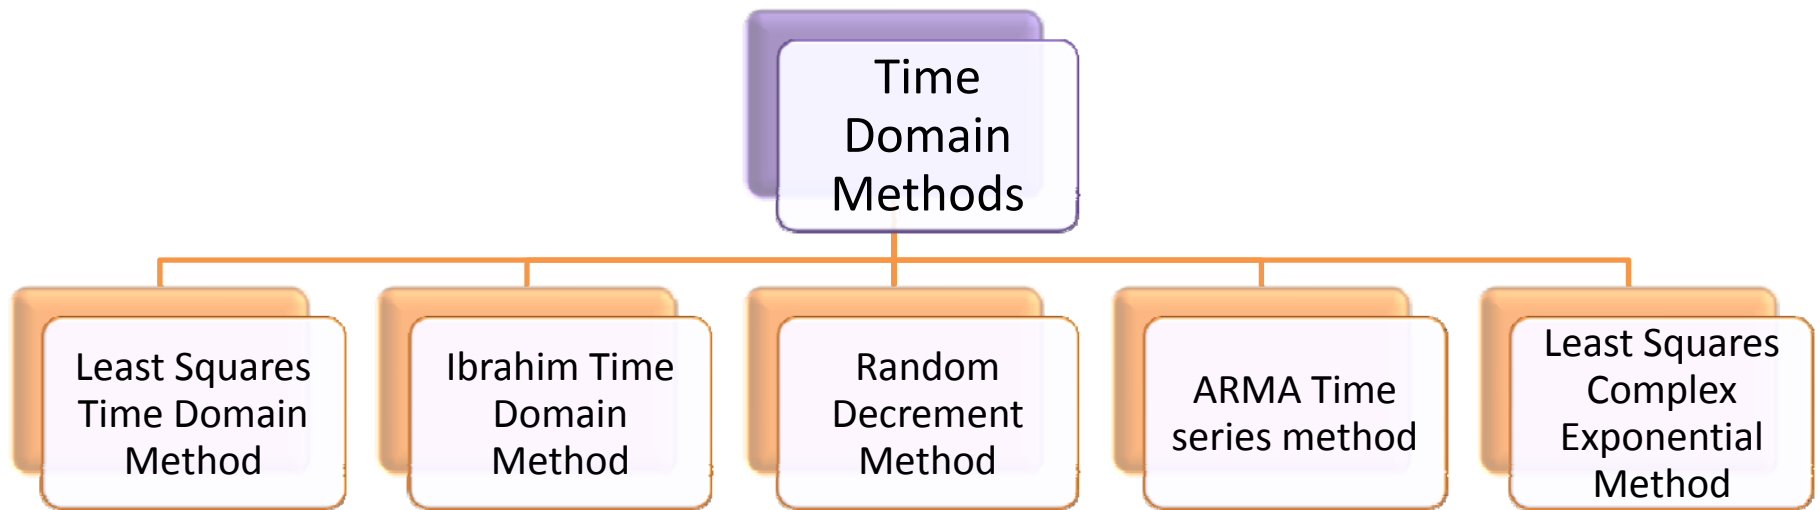 Time
Domain
Methods
Least Squares
Time Domain
Method
Ibrahim Time
Domain
Method
Random
Decrement
Method
ARMA Time
series method
Least Squares
Complex
Exponential
Method